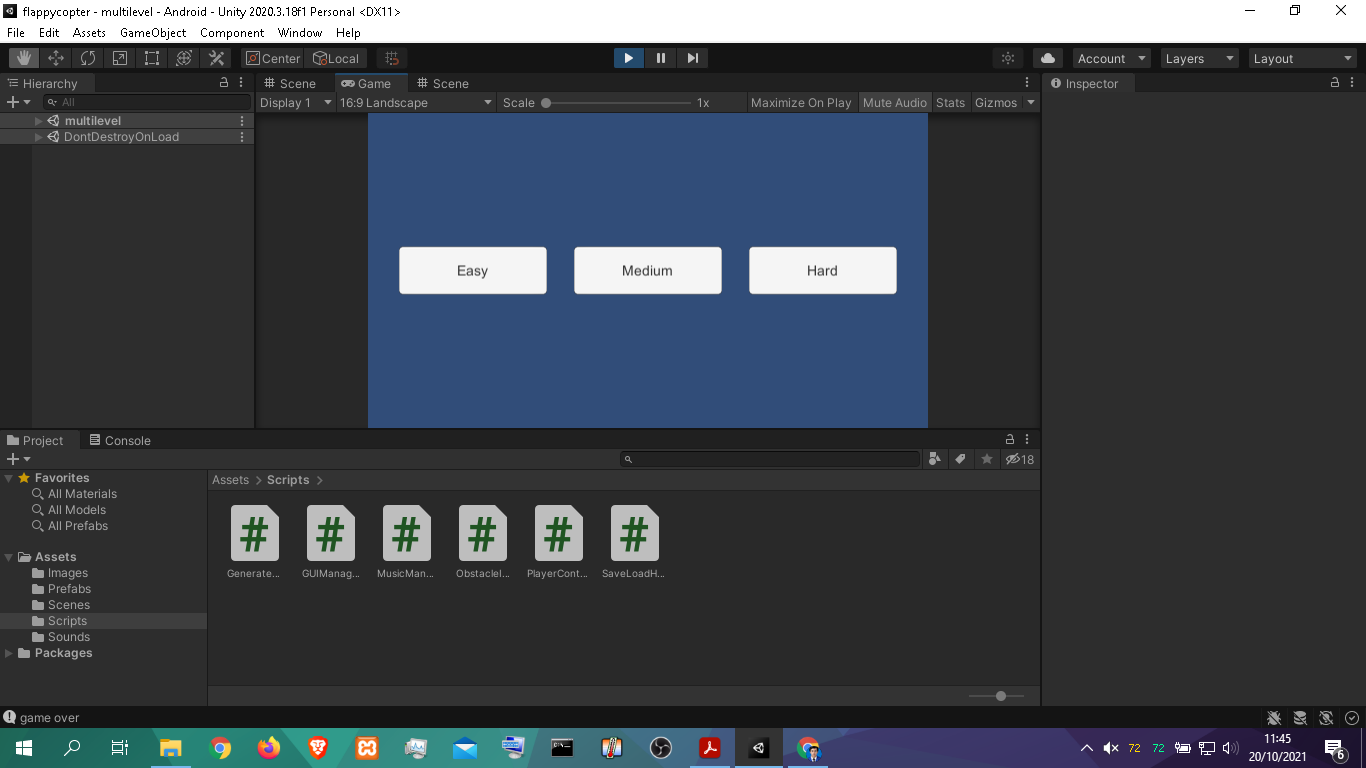 flappycopter - multilevel - Android - Unity 2020.3.18f1 Personal <DX11>
File Edit Assets GameObject Component Window Help
Center Local Account Layers Layout
Hierarchy Scene Game Scene Inspector
All Display 1 16:9 Landscape Scale 1x Maximize On Play Mute Audio Stats Gizmos
multilevel
DontDestroyOnLoad
Easy Medium Hard
Project Console
18
Favorites Assets > Scripts >
All Materials
All Models
All Prefabs
Assets
Images
Prefabs
Scenes
Scripts
Sounds
Packages
# # # # # #
Generate... GUIManag... MusicMan... ObstacleI... PlayerCont... SaveLoadH...
game over
72 72 11:45
20/10/2021
6